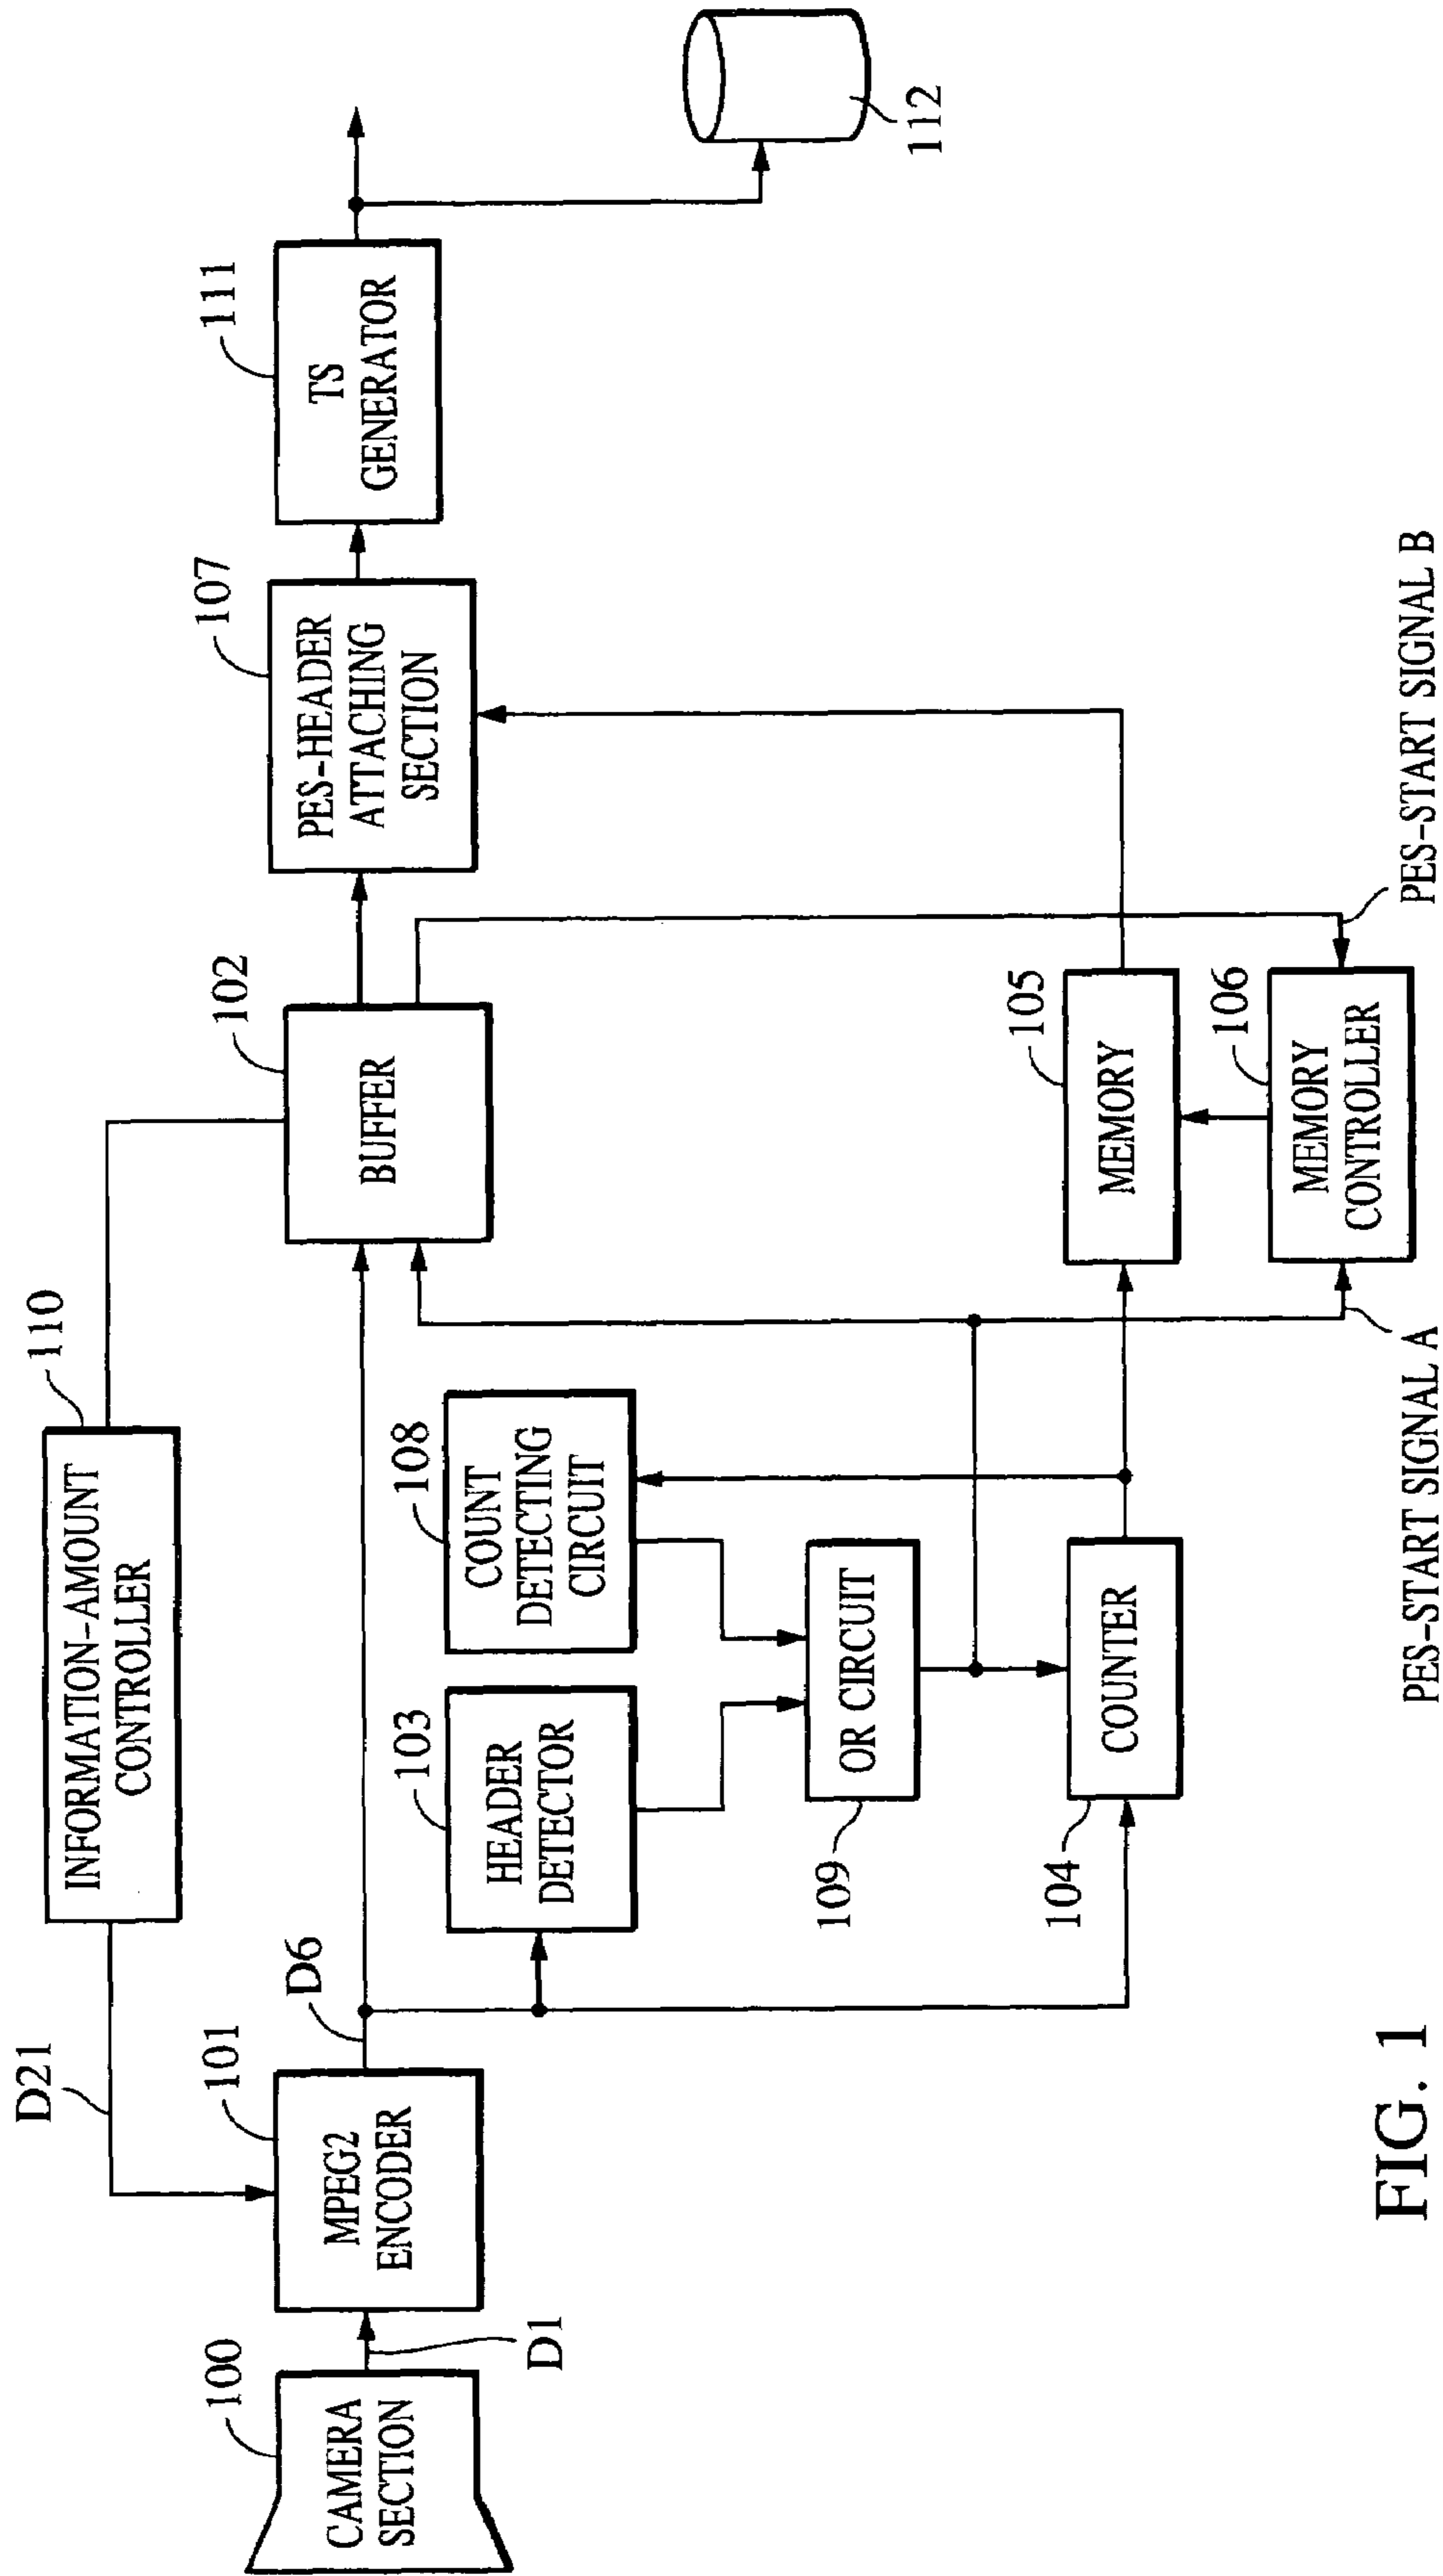 D21
110
INFORMATION-AMOUNT
CONTROLLER
100
CAMERA
SECTION
D1
101
MPEG2
ENCODER
D6
102
BUFFER
107
PES-HEADER
ATTACHING
SECTION
111
TS
GENERATOR
112
103
HEADER
DETECTOR
108
COUNT
DETECTING
CIRCUIT
109
OR CIRCUIT
104
COUNTER
105
MEMORY
106
MEMORY
CONTROLLER
PES-START SIGNAL A
PES-START SIGNAL B
FIG. 1